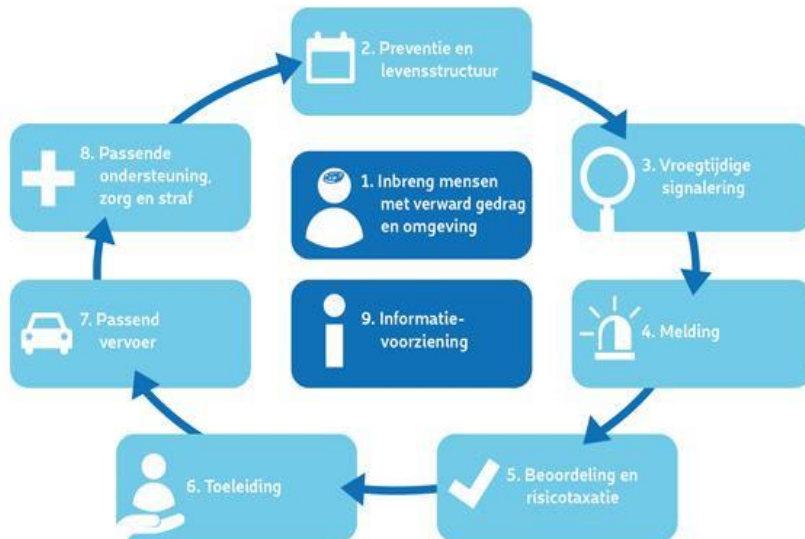 2. Preventie en
levensstructuur
8. Passende
ondersteuning,
zorg en straf
1. Inbreng mensen
met verward gedrag
en omgeving
3. Vroegtijdige
signalering
7. Passend
vervoer
9. Informatie-
voorziening
4. Melding
6. Toeleiding
5. Beoordeling en
risicotaxatie